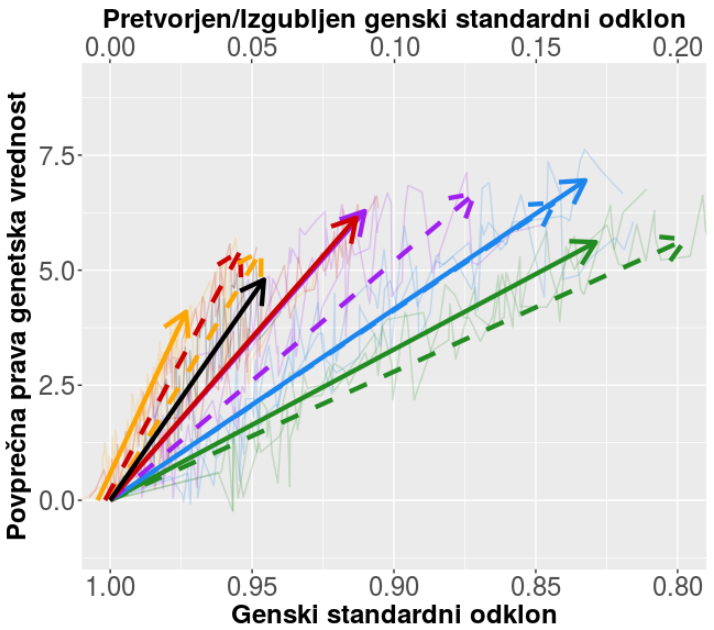 Pretvorjen/Izgubljen genski standardni odklon
0.00 0.05 0.10 0.15 0.20
Povprečna prava genetska vrednost
7.5
5.0
2.5
0.0
1.00 0.95 0.90 0.85 0.80
Genski standardni odklon